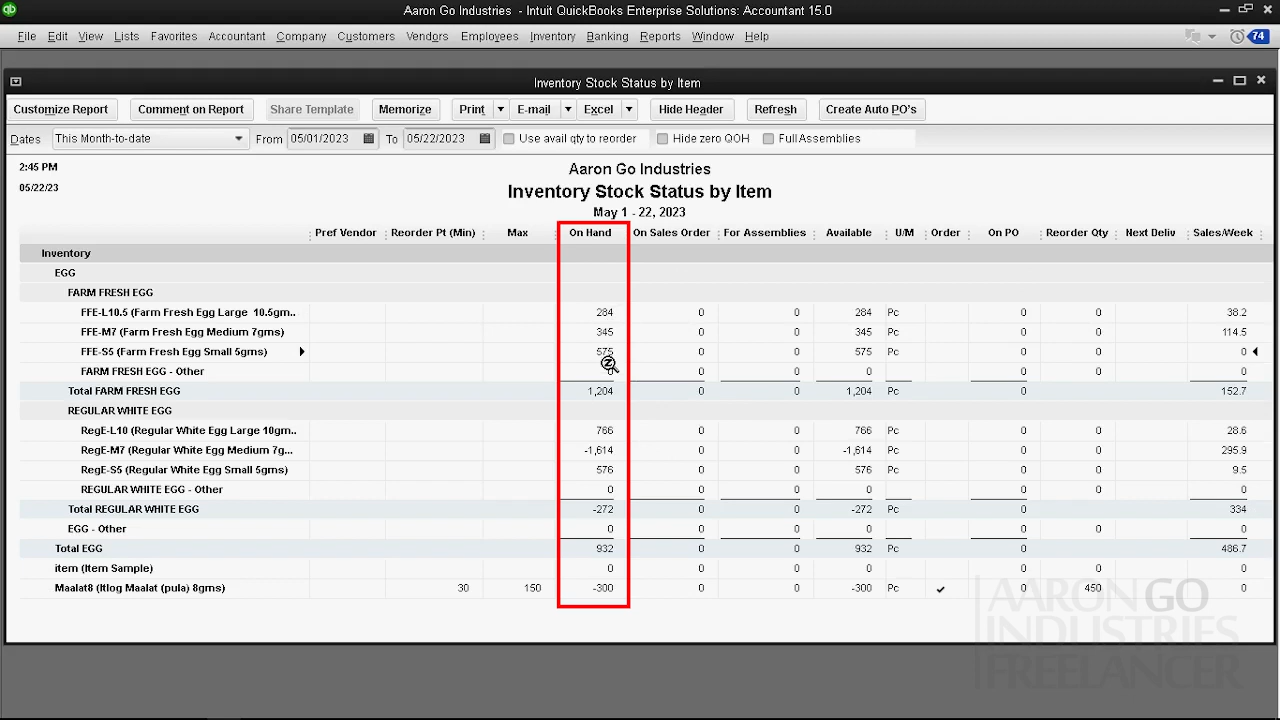 Aaron Go Industries - Intuit QuickBooks Enterprise Solutions: Accountant 15.0
File Edit View Lists Favorites Accountant Company Customers Vendors Employees Inventory Banking Reports Window Help 74
Inventory Stock Status by Item
Customize Report Comment on Report Share Template Memorize Print E-mail Excel Hide Header Refresh Create Auto PO's
Dates This Month-to-date From 05/01/2023 To 05/22/2023 Use avail qty to reorder Hide zero QOH Full Assemblies
2:45 PM Aaron Go Industries
05/22/23 Inventory Stock Status by Item
May 1 - 22, 2023
Pref Vendor Reorder Pt (Min) Max On Hand On Sales Order For Assemblies Available U/M Order On PO Reorder Qty Next Deliv Sales/Week
Inventory
EGG
FARM FRESH EGG
FFE-L10.5 (Farm Fresh Egg Large 10.5gm.. 284 0 0 284 Pc 0 0 38.2
FFE-M7 (Farm Fresh Egg Medium 7gms) 345 0 0 345 Pc 0 0 114.5
FFE-S5 (Farm Fresh Egg Small 5gms) 575 0 0 575 Pc 0 0 0
FARM FRESH EGG - Other 0 0 0 0 0 0 0
Total FARM FRESH EGG 1,204 0 0 1,204 Pc 0 152.7
REGULAR WHITE EGG
RegE-L10 (Regular White Egg Large 10gm... 766 0 0 766 Pc 0 0 28.6
RegE-M7 (Regular White Egg Medium 7g... -1,614 0 0 -1,614 Pc 0 0 295.9
RegE-S5 (Regular White Egg Small 5gms) 576 0 0 576 Pc 0 0 9.5
REGULAR WHITE EGG - Other 0 0 0 0 0 0 0
Total REGULAR WHITE EGG -272 0 0 -272 Pc 0 334
EGG - Other 0 0 0 0 0 0 0
Total EGG 932 0 0 932 Pc 0 486.7
item (Item Sample) 0 0 0 0 0 0 0
Maalat8 (Itlog Maalat (pula) 8gms) 30 150 -300 0 0 -300 Pc ✓ 0 450 0
AARON GO
INDUSTRIES
FREELANCER